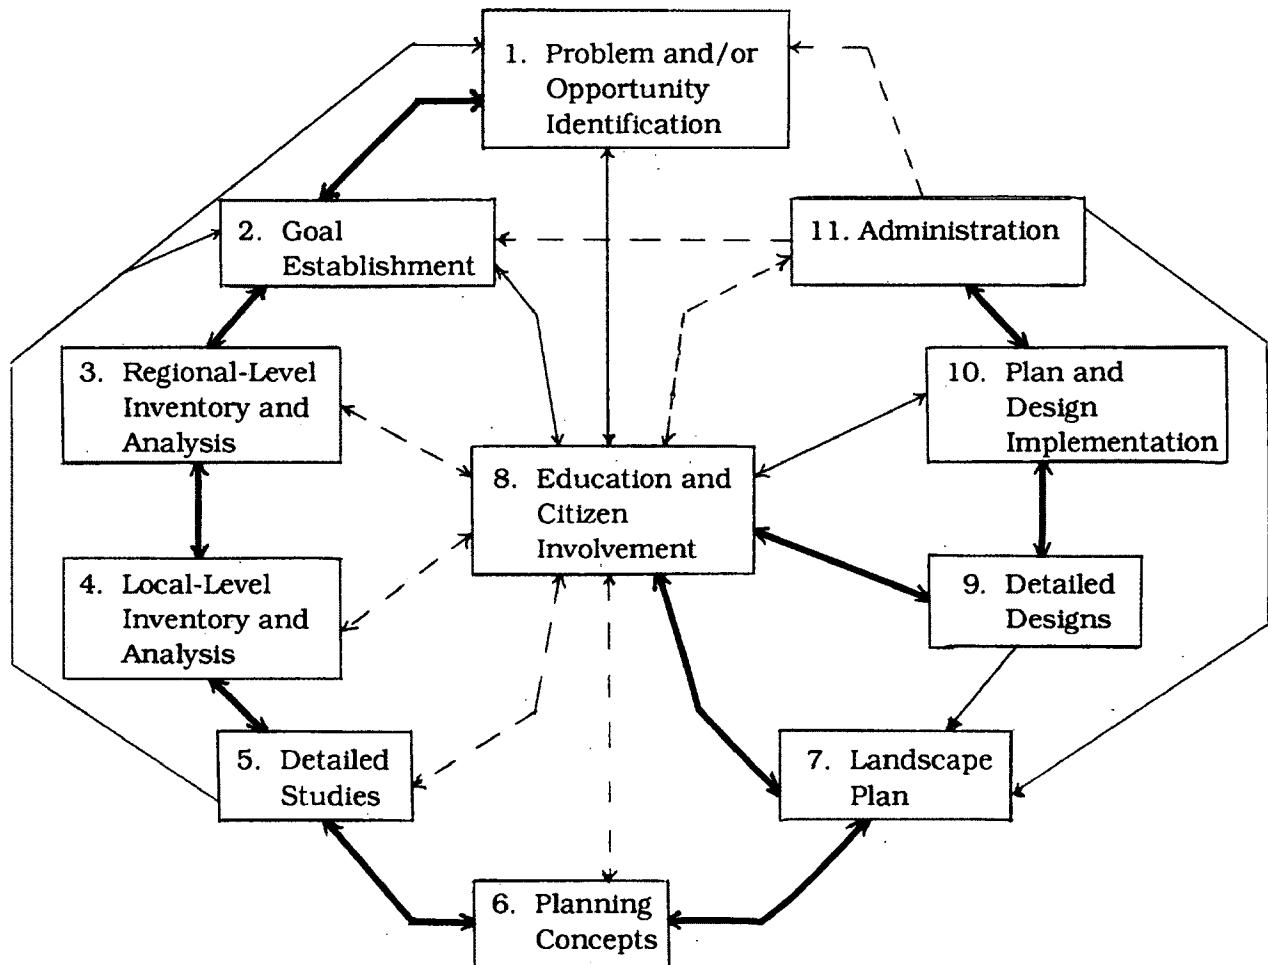 1. Problem and/or
Opportunity
Identification
2. Goal
Establishment
11. Administration
3. Regional-Level
Inventory and
Analysis
10. Plan and
Design
Implementation
8. Education and
Citizen
Involvement
4. Local-Level
Inventory and
Analysis
9. Detailed
Designs
5. Detailed
Studies
7. Landscape
Plan
6. Planning
Concepts